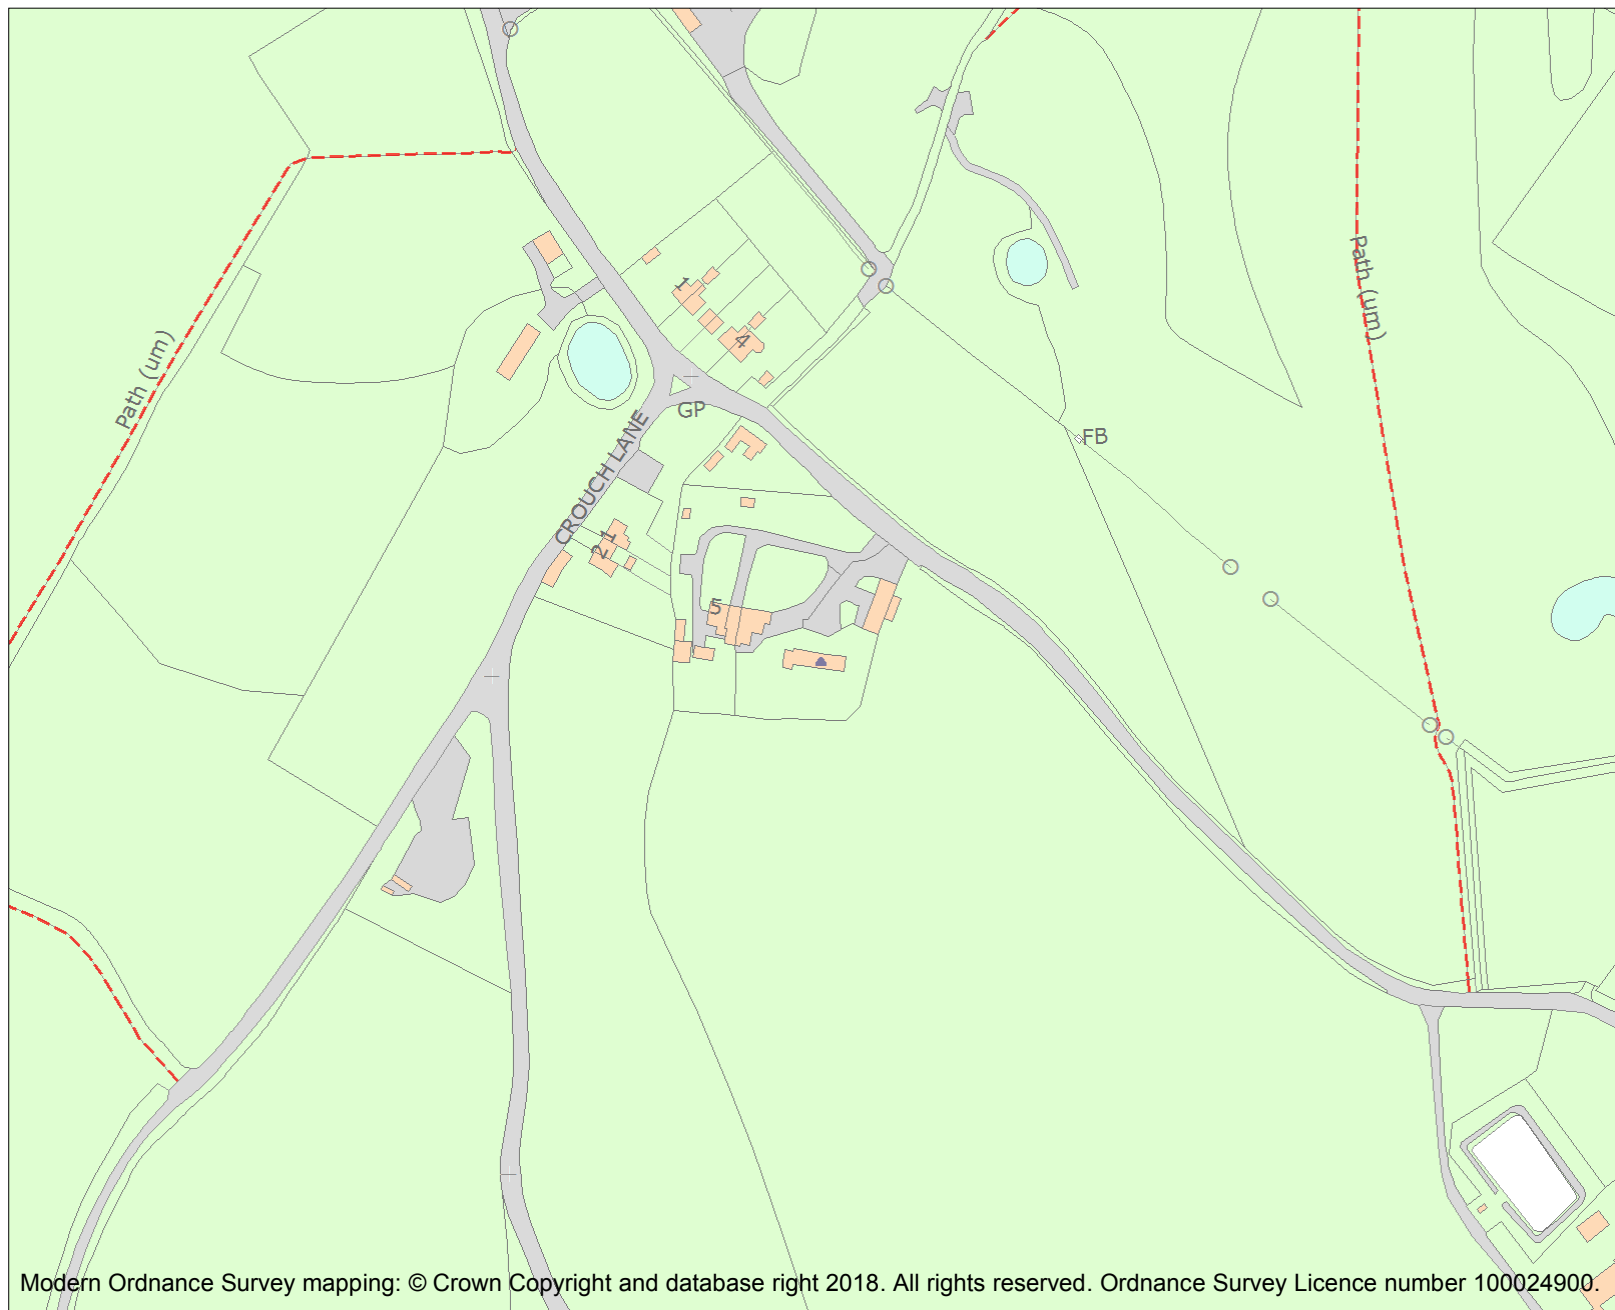 Path (um)
1
4
Path (um)
GP
CROUCH LANE
FB
1
2
5
Modern Ordnance Survey mapping: © Crown Copyright and database right 2018. All rights reserved. Ordnance Survey Licence number 100024900.